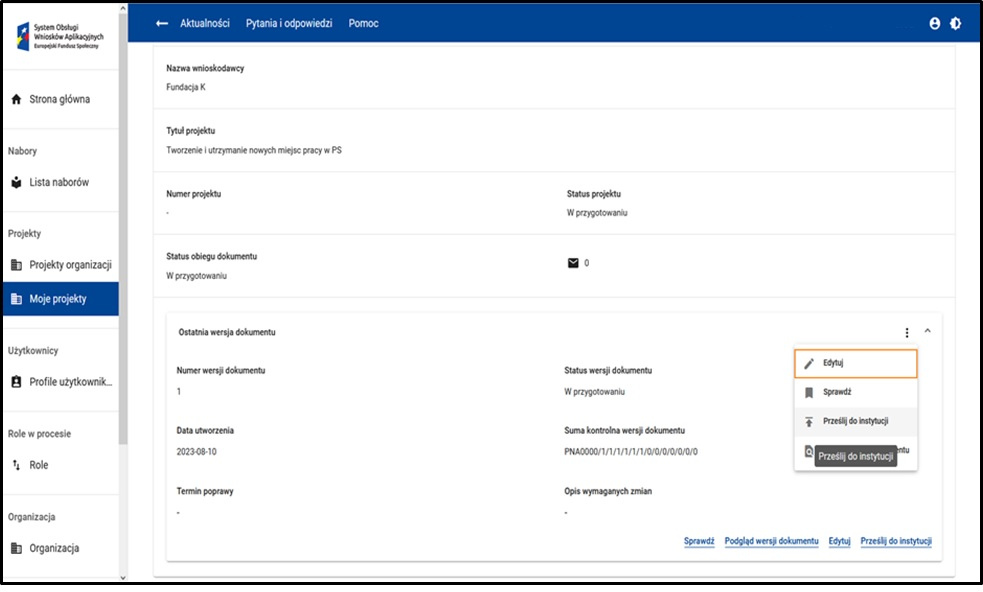 System Obsługi
Wniosków Aplikacyjnych
Europejski Fundusz Społeczny
Aktualności Pytania i odpowiedzi Pomoc
Strona główna
Nabory
Lista naborów
Projekty
Projekty organizacji
Moje projekty
Użytkownicy
Profile użytkownik...
Role w procesie
Role
Organizacja
Organizacja
Nazwa wnioskodawcy
Fundacja K
Tytuł projektu
Tworzenie i utrzymanie nowych miejsc pracy w PS
Numer projektu Status projektu
- W przygotowaniu
Status obiegu dokumentu
0
W przygotowaniu
Ostatnia wersja dokumentu
Numer wersji dokumentu Status wersji dokumentu
1 W przygotowaniu
Data utworzenia Suma kontrolna wersji dokumentu
2023-08-10 PNA0000/1/1/1/1/1/1/0/0/0/0/0/0/0
Termin poprawy Opis wymaganych zmian
- -
Edytuj
Sprawdź
Prześlij do instytucji
entu
Prześlij do instytucji
Sprawdź Podgląd wersji dokumentu Edytuj Prześlij do instytucji